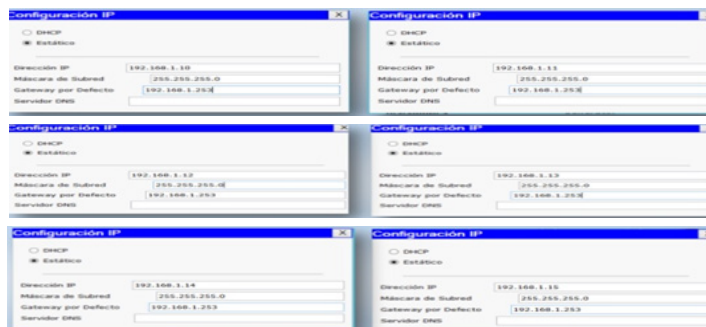 Configuración IP
DHCP
Estático
Dirección IP 192.168.1.10
Máscara de Subred 255.255.255.0
Gateway por Defecto 192.168.1.253
Servidor DNS
Configuración IP
DHCP
Estático
Dirección IP 192.168.1.11
Máscara de Subred 255.255.255.0
Gateway por Defecto 192.168.1.253
Servidor DNS
Configuración IP
DHCP
Estático
Dirección IP 192.168.1.12
Máscara de Subred 255.255.255.0
Gateway por Defecto 192.168.1.253
Servidor DNS
Configuración IP
DHCP
Estático
Dirección IP 192.168.1.13
Máscara de Subred 255.255.255.0
Gateway por Defecto 192.168.1.253
Servidor DNS
Configuración IP
DHCP
Estático
Dirección IP 192.168.1.14
Máscara de Subred 255.255.255.0
Gateway por Defecto 192.168.1.253
Servidor DNS
Configuración IP
DHCP
Estático
Dirección IP 192.168.1.15
Máscara de Subred 255.255.255.0
Gateway por Defecto 192.168.1.253
Servidor DNS